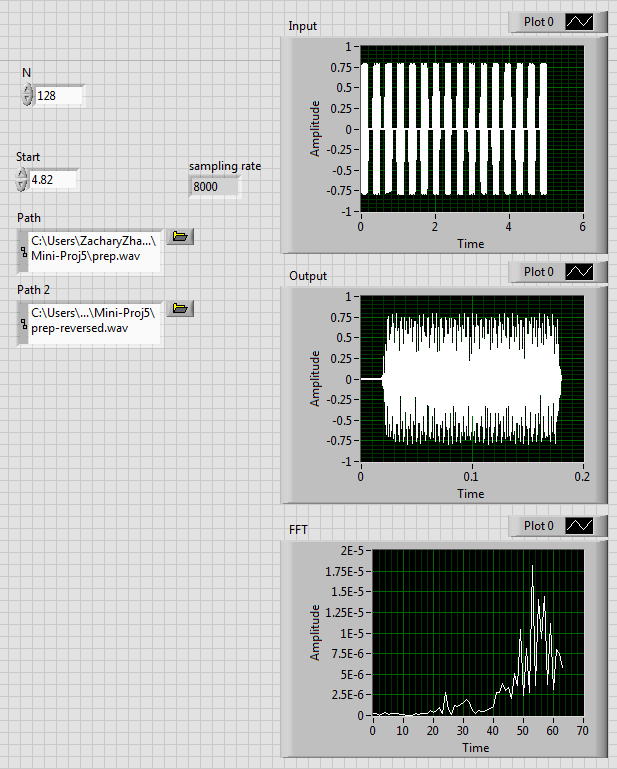 N
128
Start
4.82
sampling rate
8000
Path
C:\Users\ZacharyZha...\
Mini-Proj5\prep.wav
Path 2
C:\Users\...\Mini-Proj5\
prep-reversed.wav
Input
Plot 0
Amplitude
1
0.75
0.5
0.25
0
-0.25
-0.5
-0.75
-1
0 2 4 6
Time
Output
Plot 0
Amplitude
1
0.75
0.5
0.25
0
-0.25
-0.5
-0.75
-1
0 0.1 0.2
Time
FFT
Plot 0
Amplitude
2E-5
1.75E-5
1.5E-5
1.25E-5
1E-5
7.5E-6
5E-6
2.5E-6
0
0 10 20 30 40 50 60 70
Time